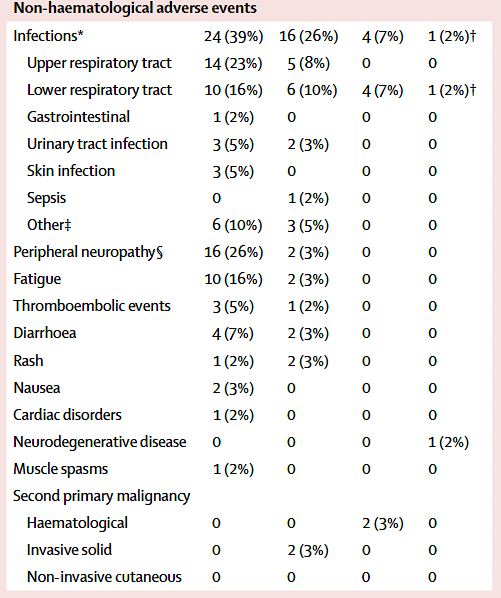 Non-haematological adverse events
Infections* 24 (39%) 16 (26%) 4 (7%) 1 (2%)†
Upper respiratory tract 14 (23%) 5 (8%) 0 0
Lower respiratory tract 10 (16%) 6 (10%) 4 (7%) 1 (2%)†
Gastrointestinal 1 (2%) 0 0 0
Urinary tract infection 3 (5%) 2 (3%) 0 0
Skin infection 3 (5%) 0 0 0
Sepsis 0 1 (2%) 0 0
Other‡ 6 (10%) 3 (5%) 0 0
Peripheral neuropathy§ 16 (26%) 2 (3%) 0 0
Fatigue 10 (16%) 2 (3%) 0 0
Thromboembolic events 3 (5%) 1 (2%) 0 0
Diarrhoea 4 (7%) 2 (3%) 0 0
Rash 1 (2%) 2 (3%) 0 0
Nausea 2 (3%) 0 0 0
Cardiac disorders 1 (2%) 0 0 0
Neurodegenerative disease 0 0 0 1 (2%)
Muscle spasms 1 (2%) 0 0 0
Second primary malignancy
Haematological 0 0 2 (3%) 0
Invasive solid 0 2 (3%) 0 0
Non-invasive cutaneous 0 0 0 0